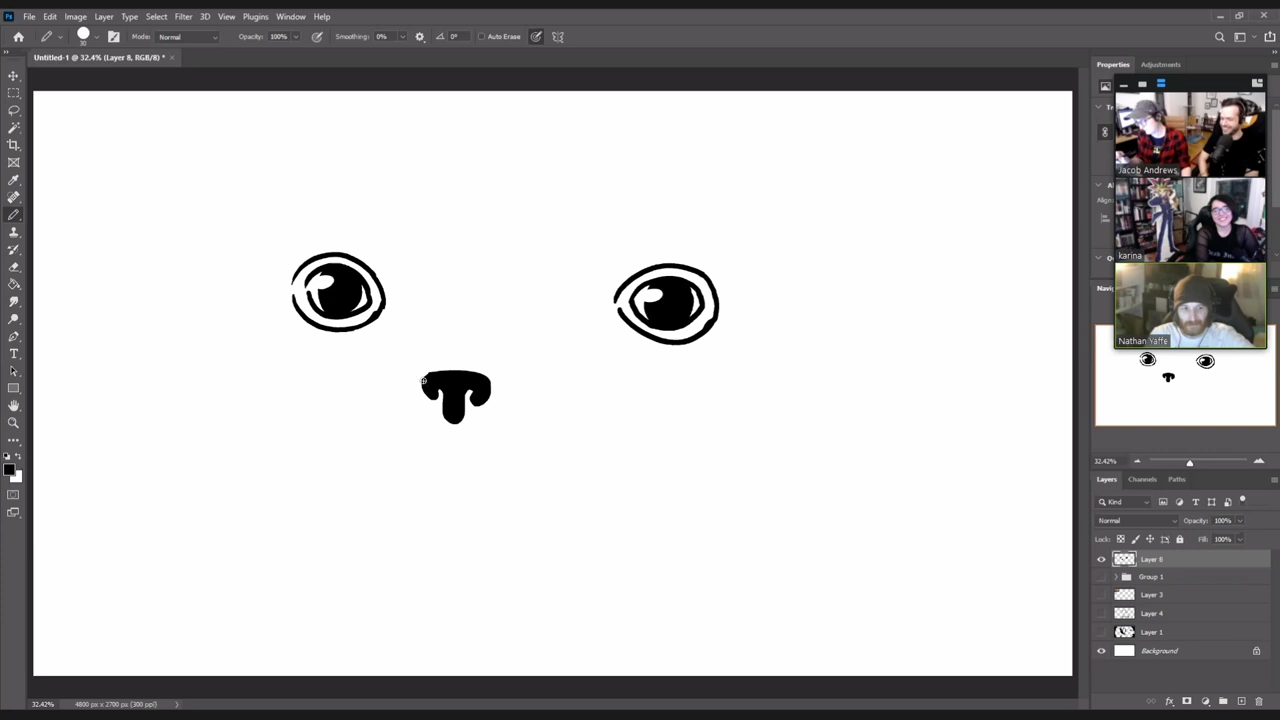 Ps File Edit Image Layer Type Select Filter 3D View Plugins Window Help
30 Mode: Normal Opacity: 100% Smoothing: 0% 0° Auto Erase
Untitled-1 @ 32.4% (Layer 8, RGB/8) * ×
Properties Adjustments
Jacob Andrews,
karina
Nathan Yaffe
32.42%
Layers Channels Paths
Kind
Normal Opacity: 100%
Lock: Fill: 100%
Layer 8
Group 1
Layer 3
Layer 4
Layer 1
Background
32.42% 4800 px x 2700 px (300 ppi)
fx